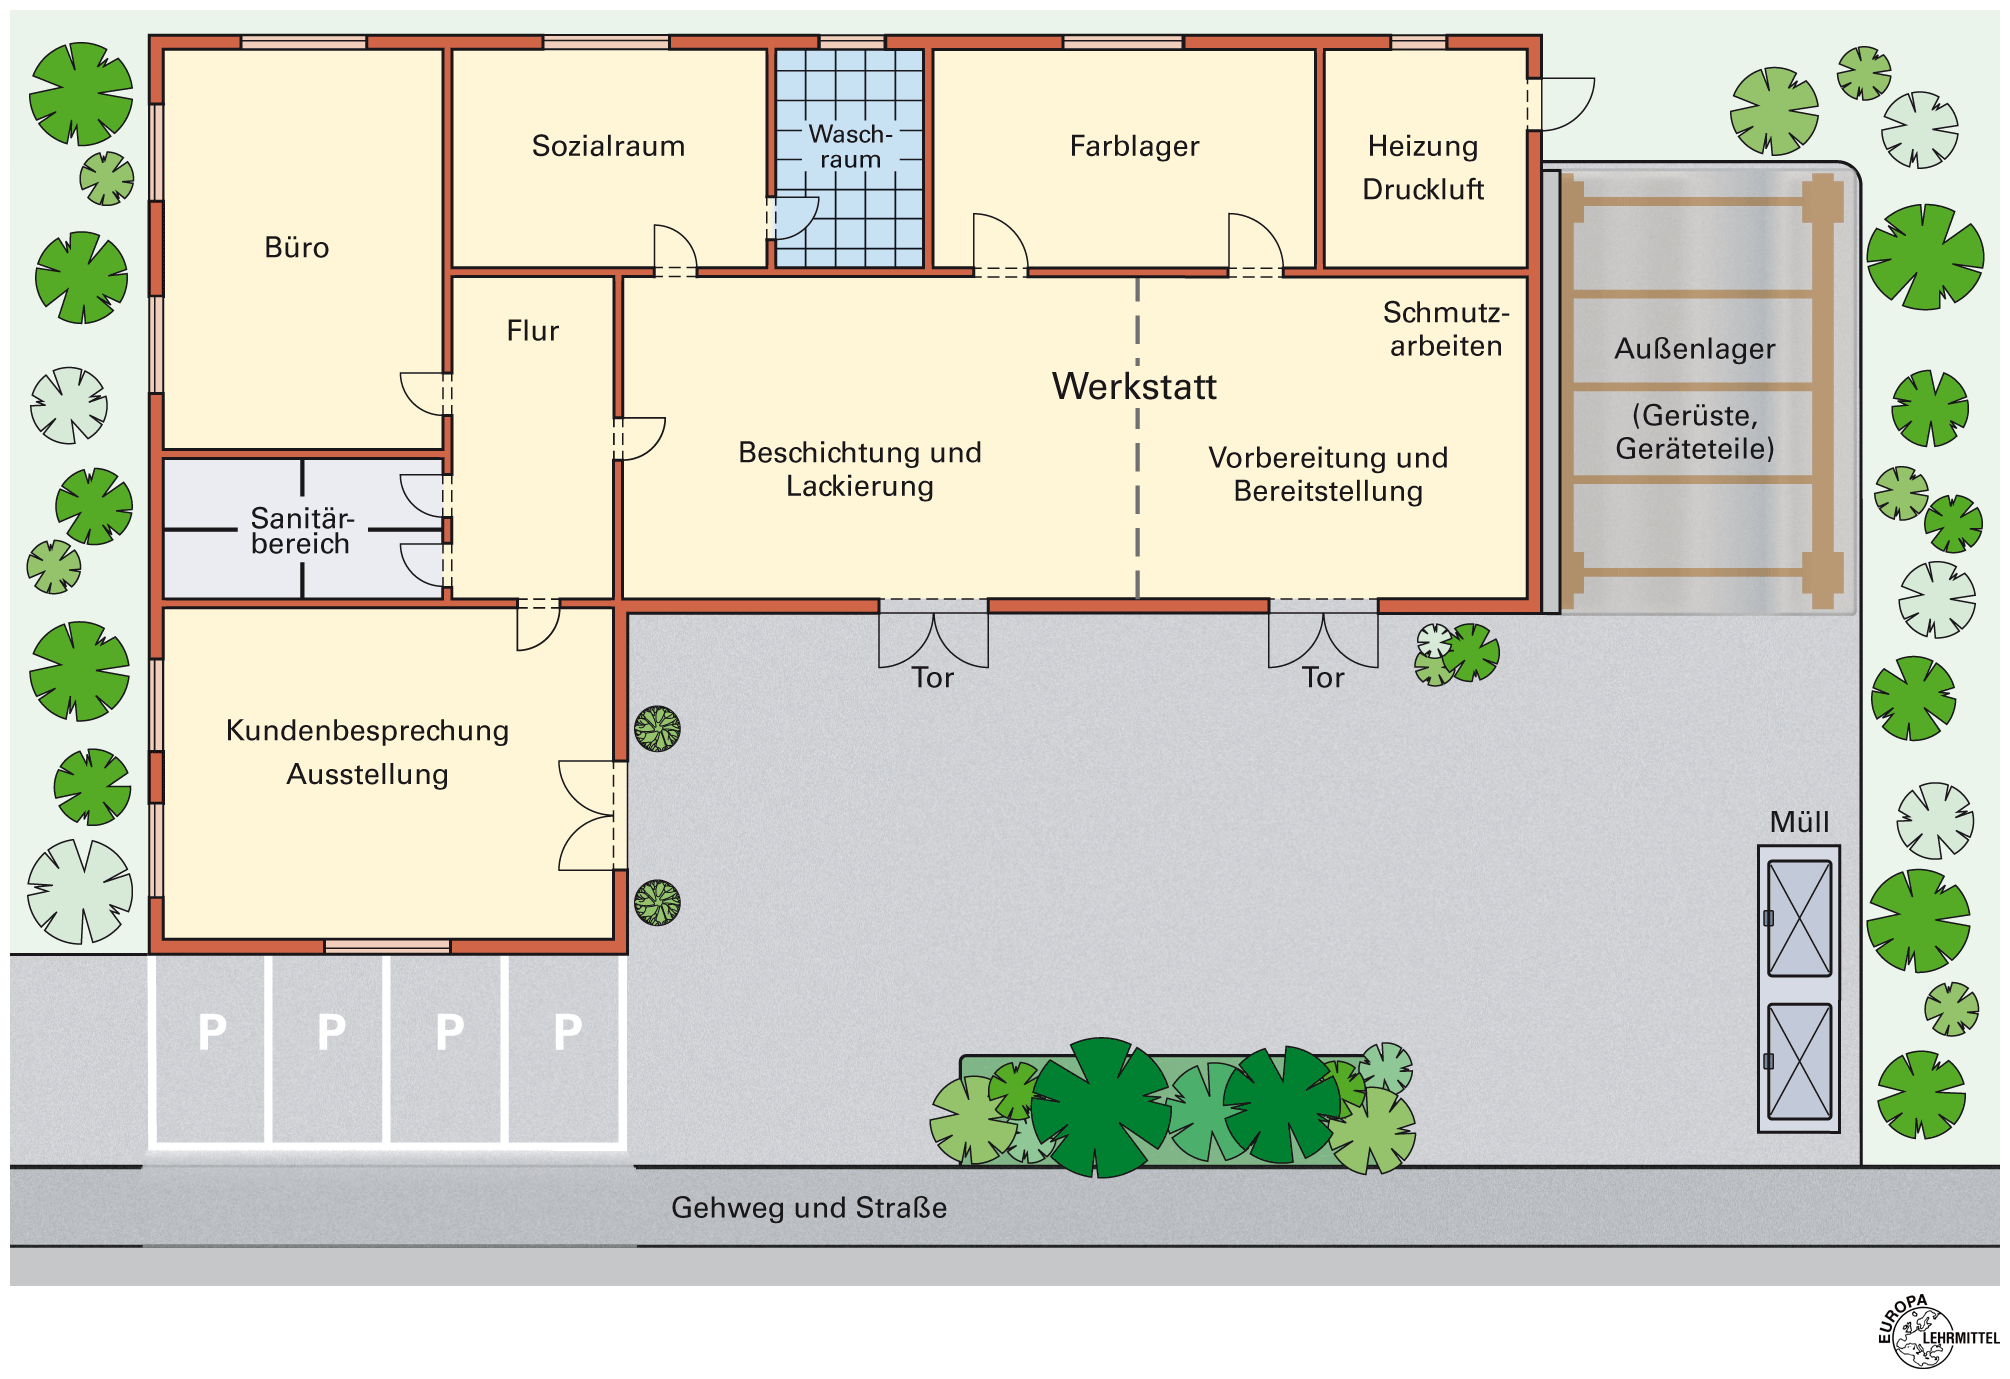 Büro
Sozialraum
Wasch-
raum
Farblager
Heizung
Druckluft
Flur
Schmutz-
arbeiten
Werkstatt
Beschichtung und
Lackierung
Vorbereitung und
Bereitstellung
Außenlager
(Gerüste,
Geräteteile)
Sanitär-
bereich
Tor
Tor
Kundenbesprechung
Ausstellung
Müll
P
P
P
P
Gehweg und Straße
EUROPA
LEHRMITTEL